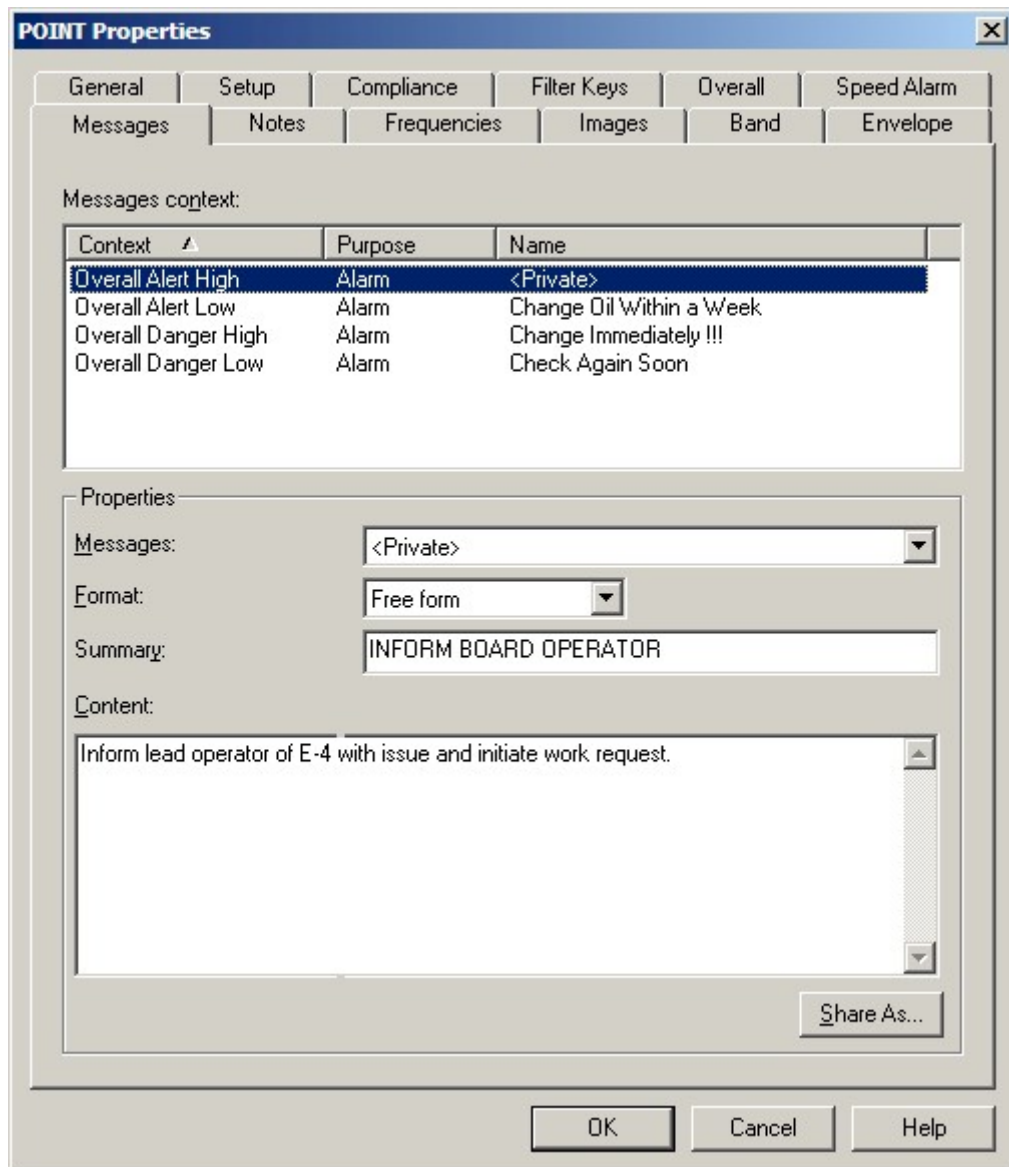 POINT Properties
General Setup Compliance Filter Keys Overall Speed Alarm
Messages Notes Frequencies Images Band Envelope
Messages context:
Context Purpose Name
Overall Alert High Alarm <Private>
Overall Alert Low Alarm Change Oil Within a Week
Overall Danger High Alarm Change Immediately !!!
Overall Danger Low Alarm Check Again Soon
Properties
Messages: <Private>
Format: Free form
Summary: INFORM BOARD OPERATOR
Content:
Inform lead operator of E-4 with issue and initiate work request.
Share As...
OK Cancel Help